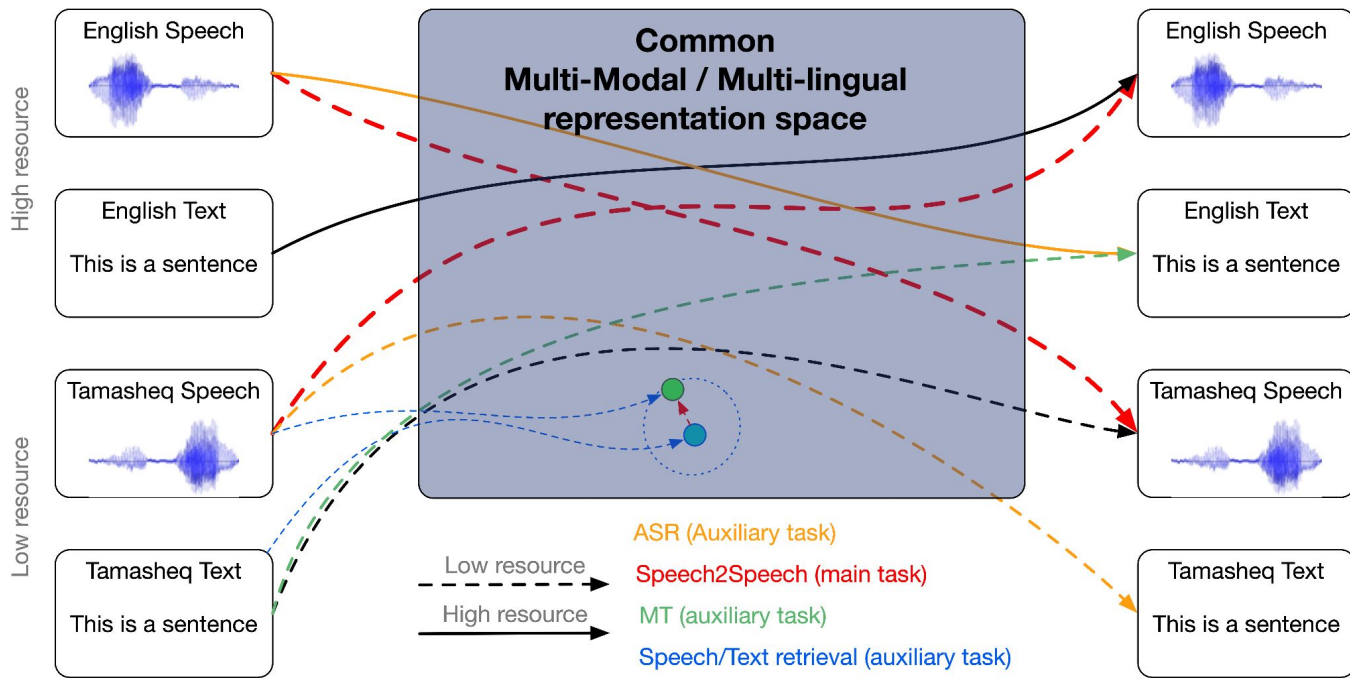 High resource
Low resource
English Speech
English Text
This is a sentence
Tamasheq Speech
Tamasheq Text
This is a sentence
Common
Multi-Modal / Multi-lingual
representation space
English Speech
English Text
This is a sentence
Tamasheq Speech
Tamasheq Text
This is a sentence
Low resource
High resource
ASR (Auxiliary task)
Speech2Speech (main task)
MT (auxiliary task)
Speech/Text retrieval (auxiliary task)